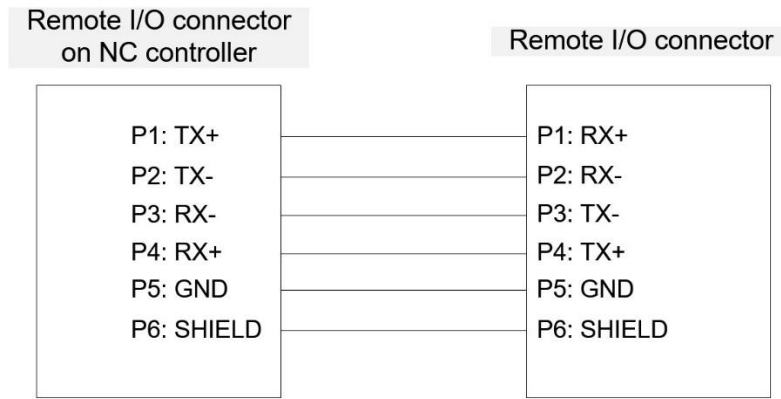 Remote I/O connector
on NC controller
Remote I/O connector
P1: TX+
P1: RX+
P2: TX-
P2: RX-
P3: RX-
P3: TX-
P4: RX+
P4: TX+
P5: GND
P5: GND
P6: SHIELD
P6: SHIELD